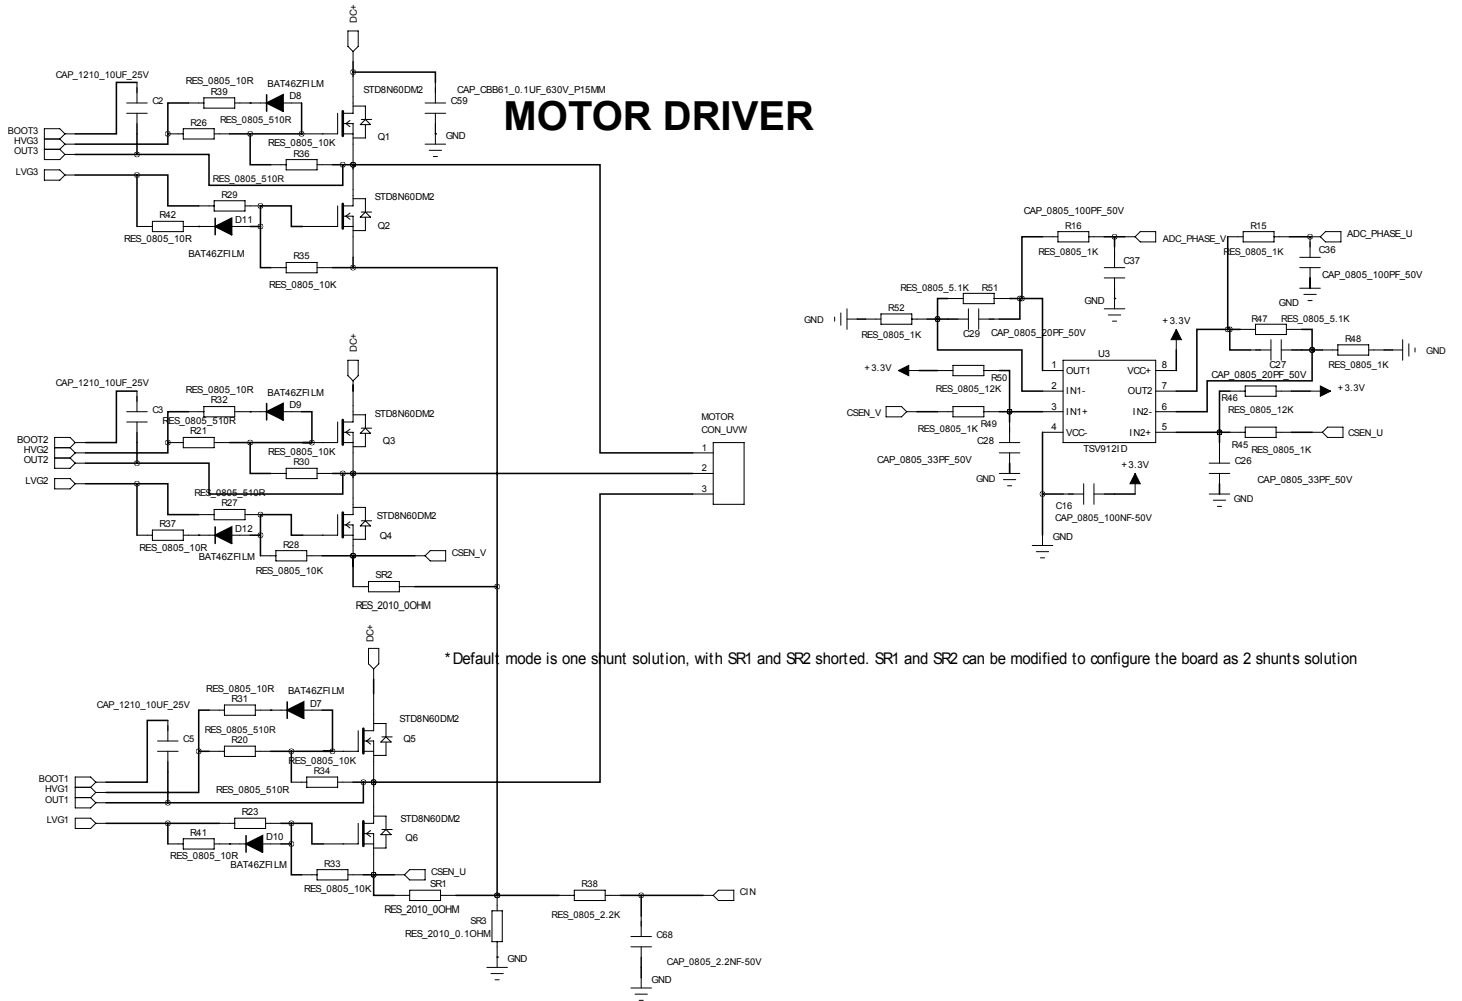 DC+
CAP_1210_10UF_25V
RES_0805_10R
R39
BAT46ZFILM
D8
STD8N60DM2
Q1
CAP_CBB61_0.1UF_630V_P15MM
C59
GND
MOTOR DRIVER
C2
RES_0805_510R
R26
BOOT3
HVG3
OUT3
RES_0805_10K
R36
LVG3
RES_0805_510R
R29
STD8N60DM2
Q2
R42
RES_0805_10R
D11
BAT46ZFILM
R35
RES_0805_10K
DC+
CAP_1210_10UF_25V
RES_0805_10R
R32
BAT46ZFILM
D9
STD8N60DM2
Q3
C3
RES_0805_510R
R21
BOOT2
HVG2
OUT2
RES_0805_10K
R30
LVG2
RES_0805_510R
R27
STD8N60DM2
Q4
R37
RES_0805_10R
D12
BAT46ZFILM
R28
RES_0805_10K
CSEN_V
SR2
RES_2010_0OHM
MOTOR
CON_UVW
1
2
3
CAP_0805_100PF_50V
R16
RES_0805_1K
ADC_PHASE_V
C37
GND
R15
RES_0805_1K
ADC_PHASE_U
C36
CAP_0805_100PF_50V
GND
RES_0805_5.1K
R51
GND
R52
RES_0805_1K
C29
CAP_0805_20PF_50V
+3.3V
R47
RES_0805_5.1K
C27
CAP_0805_20PF_50V
R48
RES_0805_1K
GND
+3.3V
R50
RES_0805_12K
CSEN_V
R49
RES_0805_1K
C28
CAP_0805_33PF_50V
GND
U3
1
OUT1
VCC+
8
2
IN1-
OUT2
7
3
IN1+
IN2-
6
4
VCC-
IN2+
5
TSV912ID
R46
RES_0805_12K
+3.3V
R45
RES_0805_1K
CSEN_U
C26
CAP_0805_33PF_50V
GND
+3.3V
C16
CAP_0805_100NF-50V
GND
*Default mode is one shunt solution, with SR1 and SR2 shorted. SR1 and SR2 can be modified to configure the board as 2 shunts solution
DC+
CAP_1210_10UF_25V
RES_0805_10R
R31
BAT46ZFILM
D7
STD8N60DM2
Q5
C5
RES_0805_510R
R20
BOOT1
HVG1
OUT1
RES_0805_10K
R34
LVG1
RES_0805_510R
R23
STD8N60DM2
Q6
R41
RES_0805_10R
D10
BAT46ZFILM
R33
RES_0805_10K
CSEN_U
SR1
RES_2010_0OHM
SR3
RES_2010_0.1OHM
GND
R38
RES_0805_2.2K
CIN
C68
CAP_0805_2.2NF-50V
GND